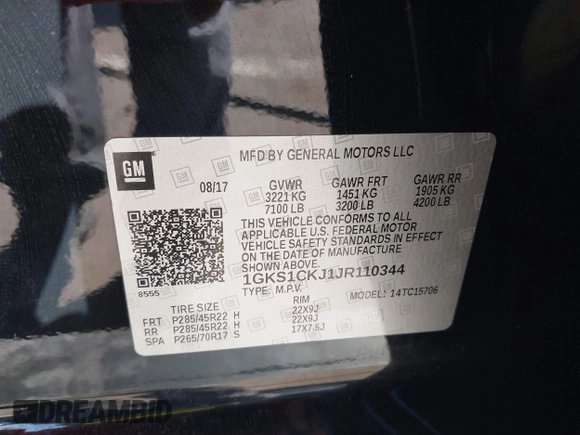 GM
MFD BY GENERAL MOTORS LLC
08/17
GVWR GAWR FRT GAWR RR
3221 KG 1451 KG 1905 KG
7100 LB 3200 LB 4200 LB
THIS VEHICLE CONFORMS TO ALL
APPLICABLE U.S. FEDERAL MOTOR
VEHICLE SAFETY STANDARDS IN EFFECT
ON THE DATE OF MANUFACTURE
SHOWN ABOVE.
1GKS1CKJ1JR110344
TYPE: M.P.V. MODEL: 14TC15706
8555
TIRE SIZE RIM
FRT P285/45R22 H 22X9J
RR P285/45R22 H 22X9J
SPA P265/70R17 S 17X7.5J
DREAMBID